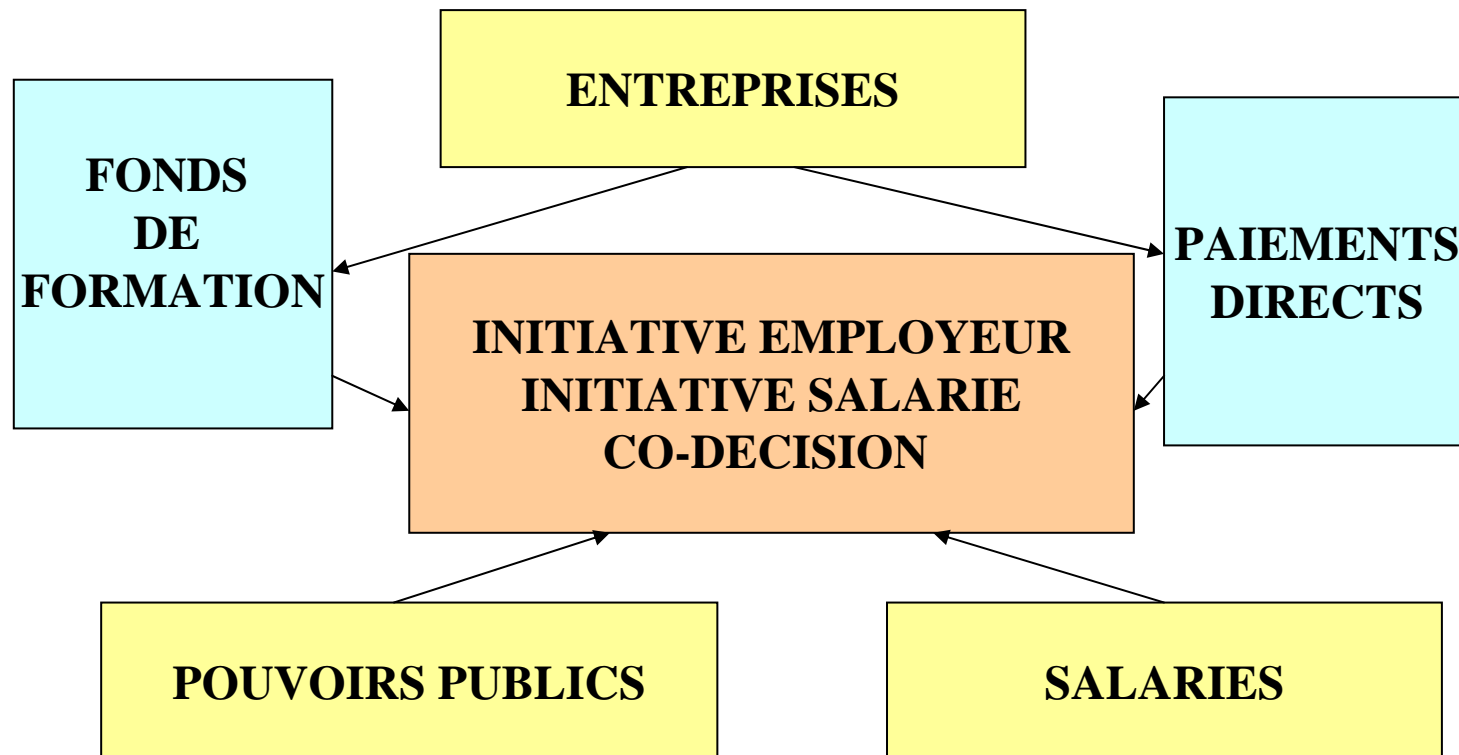 ENTREPRISES
FONDS
DE
FORMATION
PAIEMENTS
DIRECTS
INITIATIVE EMPLOYEUR
INITIATIVE SALARIE
CO-DECISION
POUVOIRS PUBLICS
SALARIES